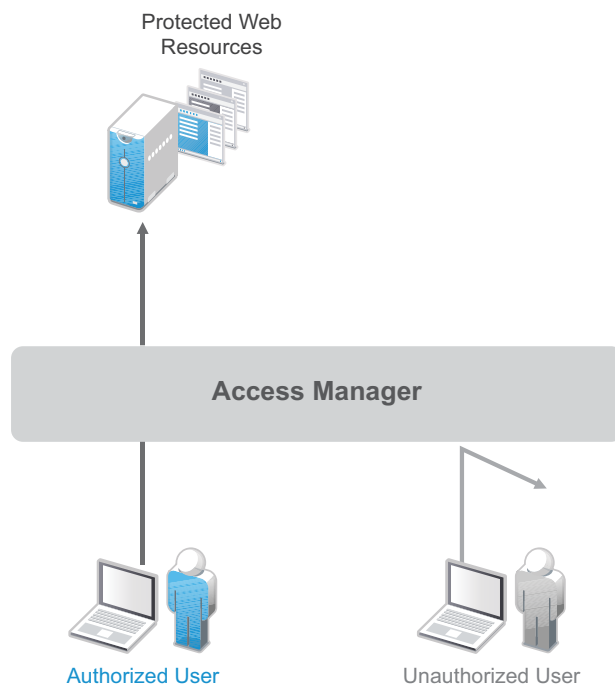 Protected Web
Resources
Access Manager
Authorized User
Unauthorized User